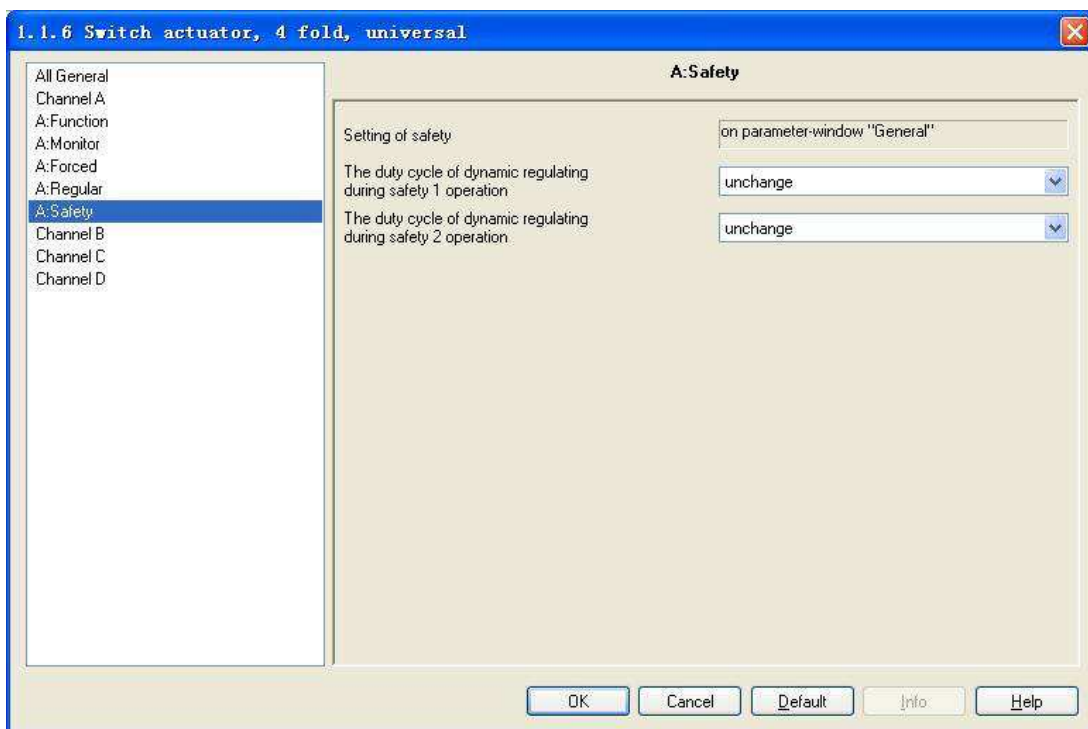 1.1.6 Switch actuator, 4 fold, universal
All General
Channel A
A:Function
A:Monitor
A:Forced
A:Regular
A:Safety
Channel B
Channel C
Channel D
A:Safety
Setting of safety
on parameter-window "General"
The duty cycle of dynamic regulating
during safety 1 operation
unchange
The duty cycle of dynamic regulating
during safety 2 operation
unchange
OK
Cancel
Default
Info
Help